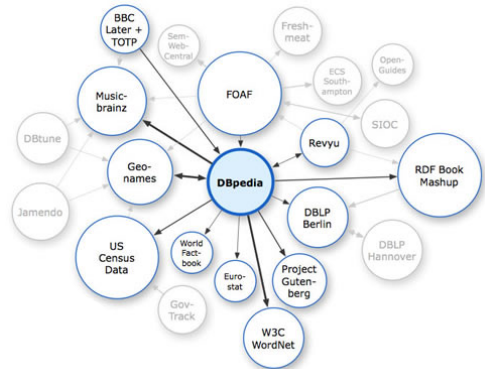 BBC
Later +
TOTP
Fresh-
meat
Sem-
Web-
Central
ECS
South-
ampton
Open-
Guides
Music-
brainz
FOAF
SIOC
DBtune
Revyu
Geo-
names
DBpedia
RDF Book
Mashup
Jamendo
DBLP
Berlin
US
Census
Data
World
Fact-
book
DBLP
Hannover
Euro-
stat
Project
Guten-
berg
Gov-
Track
W3C
WordNet